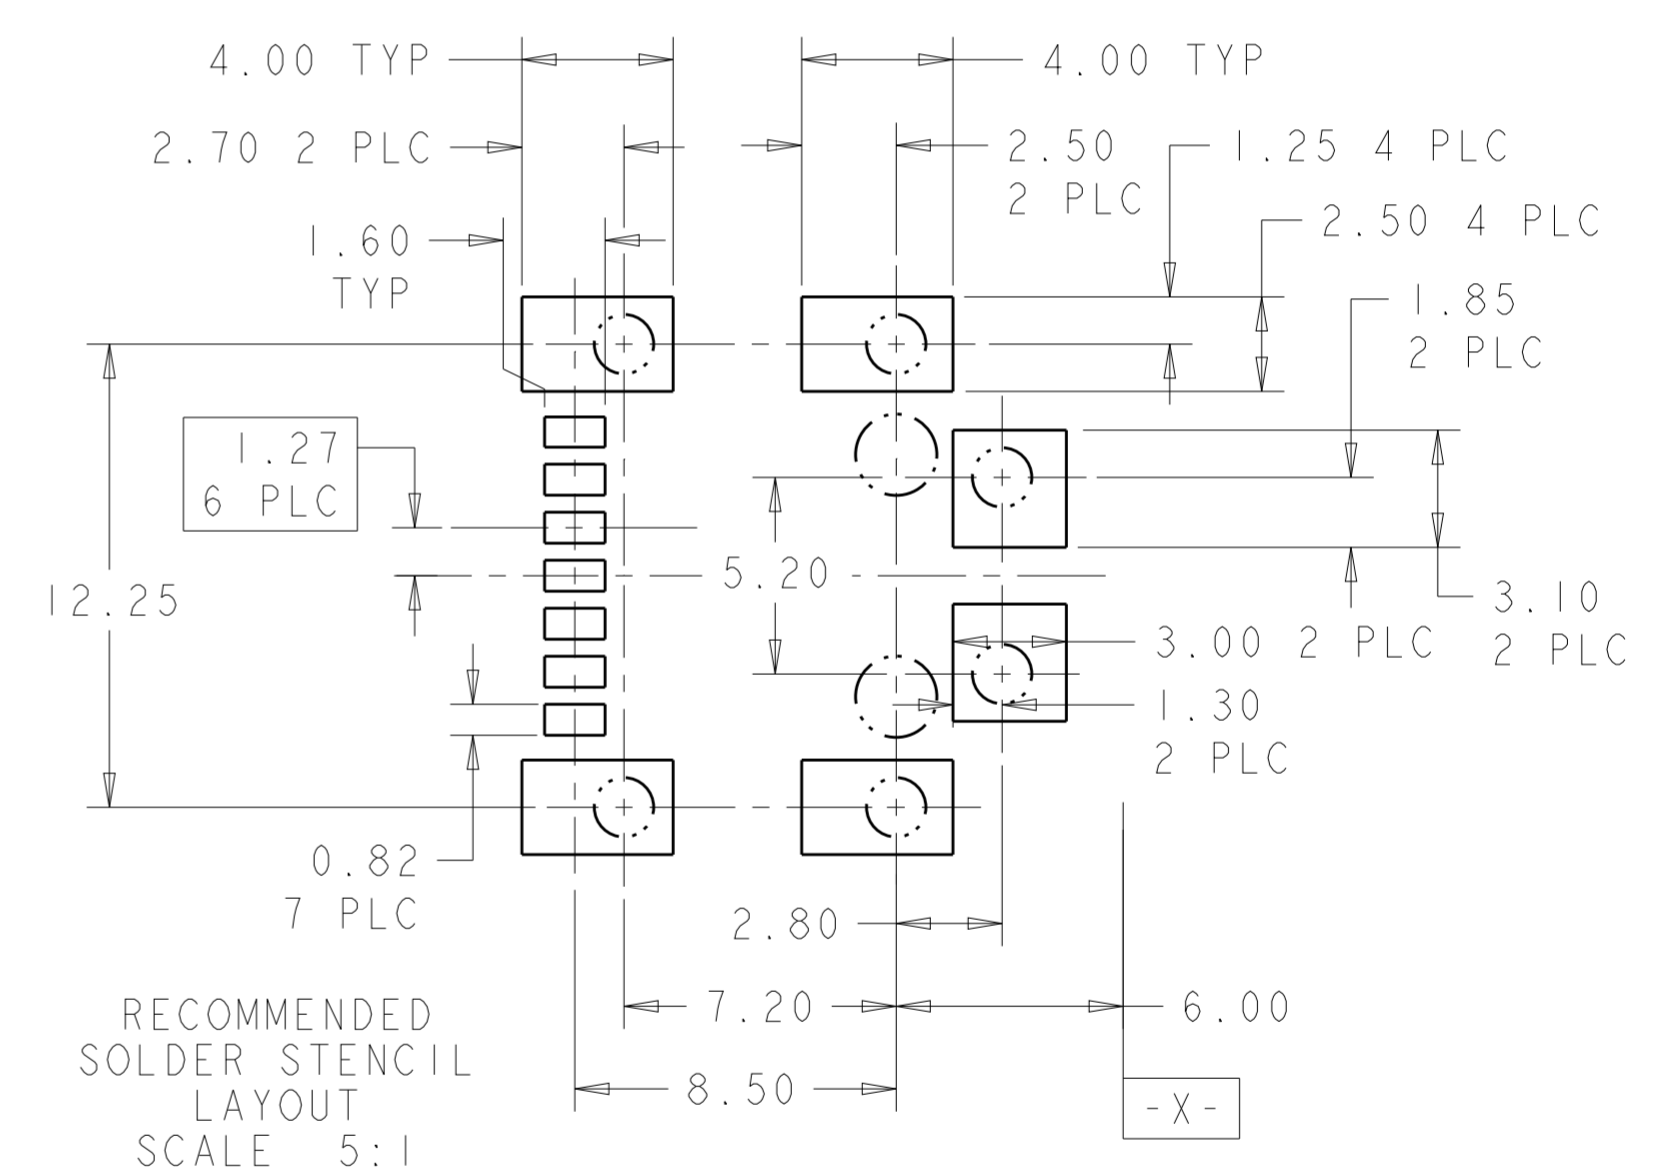 4.00 TYP
4.00 TYP
2.70 2 PLC
2.50
2 PLC
1.25 4 PLC
2.50 4 PLC
1.60
TYP
1.85
2 PLC
1.27
6 PLC
12.25
5.20
3.10
2 PLC
3.00 2 PLC
1.30
2 PLC
0.82
7 PLC
2.80
7.20
6.00
8.50
-X-
RECOMMENDED
SOLDER STENCIL
LAYOUT
SCALE 5:1